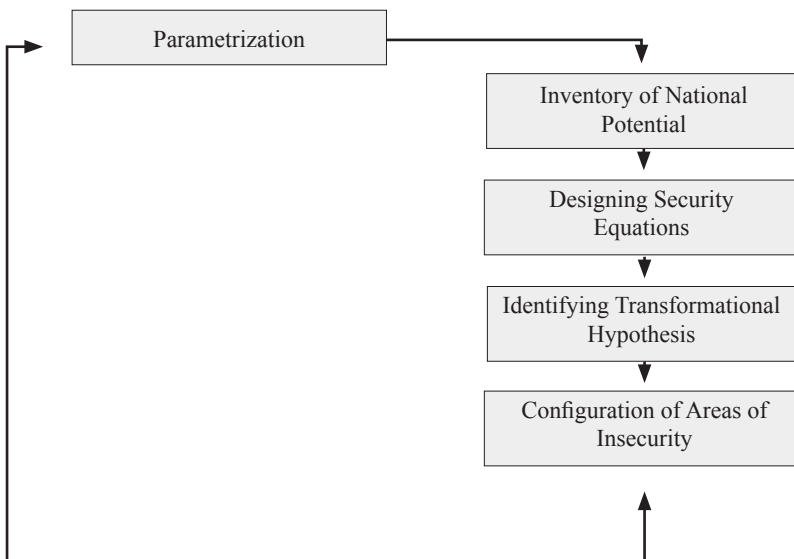 Parametrization
Inventory of National
Potential
Designing Security
Equations
Identifying Transformational
Hypothesis
Configuration of Areas of
Insecurity